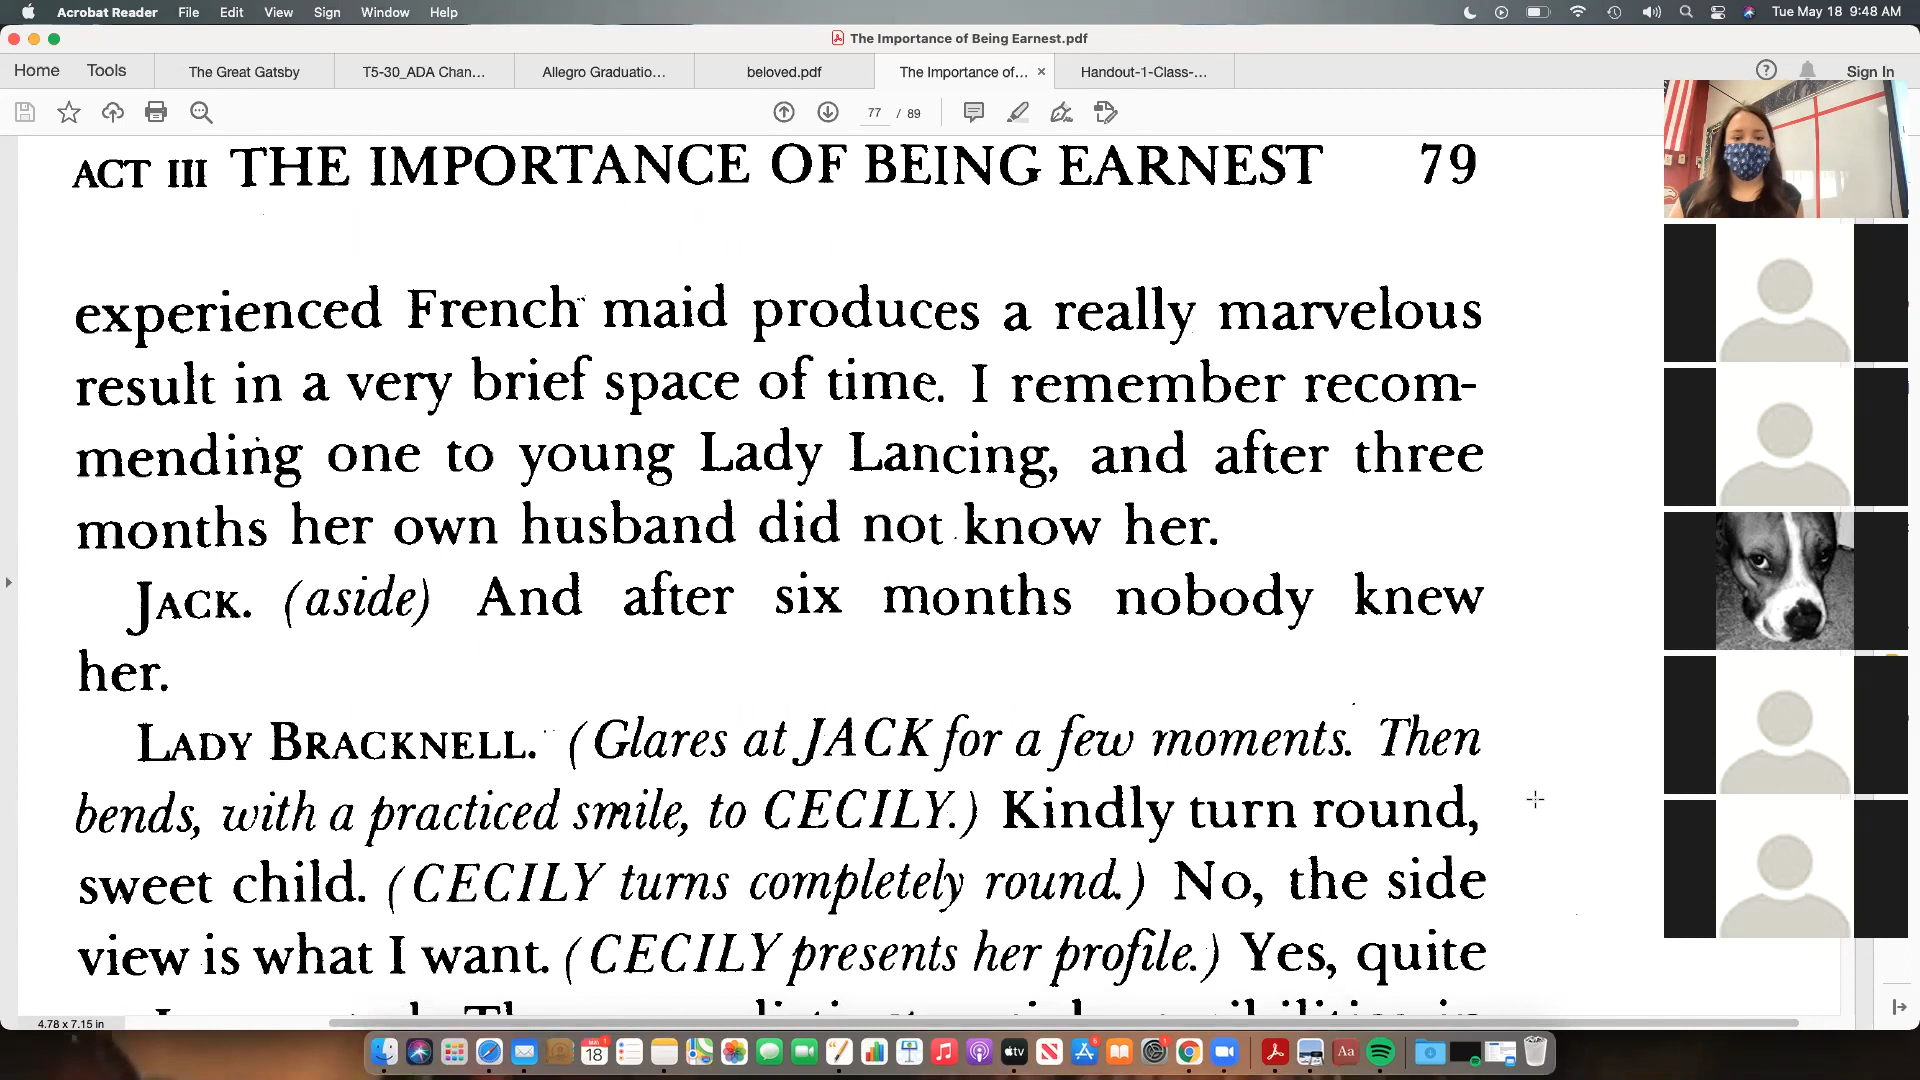 Acrobat Reader File Edit View Sign Window Help Tue May 18 9:48 AM
The Importance of Being Earnest.pdf
Home Tools The Great Gatsby T5-30_ADA Chan... Allegro Graduatio... beloved.pdf The Importance of... × Handout-1-Class-... ? Sign In
77 / 89
ACT III THE IMPORTANCE OF BEING EARNEST 79
experienced French maid produces a really marvelous
result in a very brief space of time. I remember recom-
mending one to young Lady Lancing, and after three
months her own husband did not know her.
JACK. (aside) And after six months nobody knew
her.
LADY BRACKNELL. (Glares at JACK for a few moments. Then
bends, with a practiced smile, to CECILY.) Kindly turn round,
sweet child. (CECILY turns completely round.) No, the side
view is what I want. (CECILY presents her profile.) Yes, quite
4.78 x 7.15 in
MAY 18 tv Aa